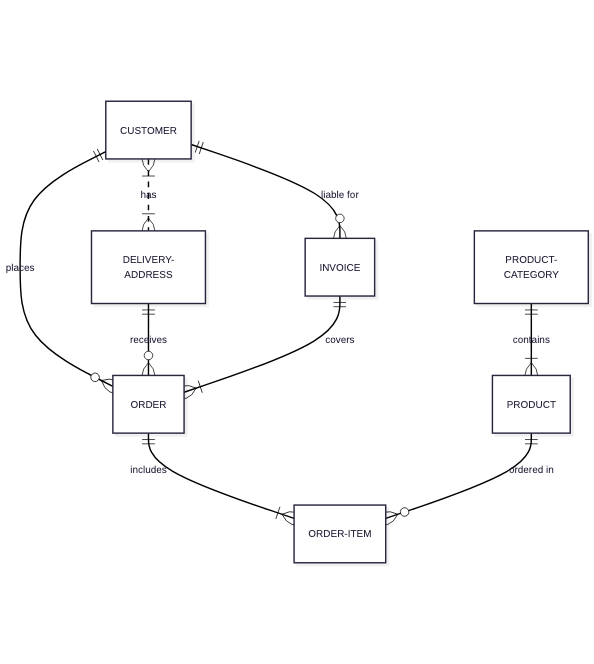 CUSTOMER
has
liable for
places
DELIVERY-
ADDRESS
INVOICE
PRODUCT-
CATEGORY
receives
covers
contains
ORDER
PRODUCT
includes
ordered in
ORDER-ITEM